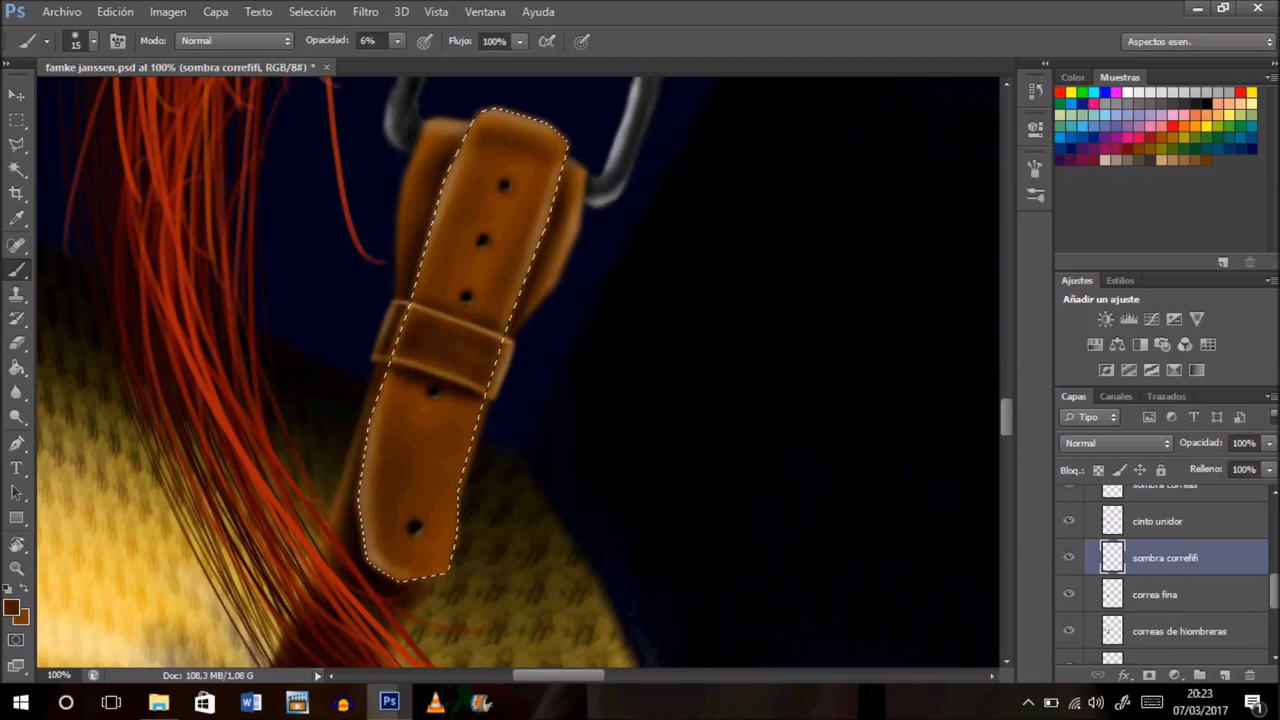 Ps Archivo Edición Imagen Capa Texto Selección Filtro 3D Vista Ventana Ayuda
15 Modo: Normal Opacidad: 6% Flujo: 100% Aspectos esen.
famke janssen.psd al 100% (sombra correfifi, RGB/8#) * ×
Color Muestras
Ajustes Estilos
Añadir un ajuste
Capas Canales Trazados
Tipo
Normal Opacidad: 100%
Bloq.: Relleno: 100%
sombra correas
cinto unidor
sombra correfifi
correa fina
correas de hiombreras
100% Doc: 108,3 MB/1,08 G
20:23
07/03/2017